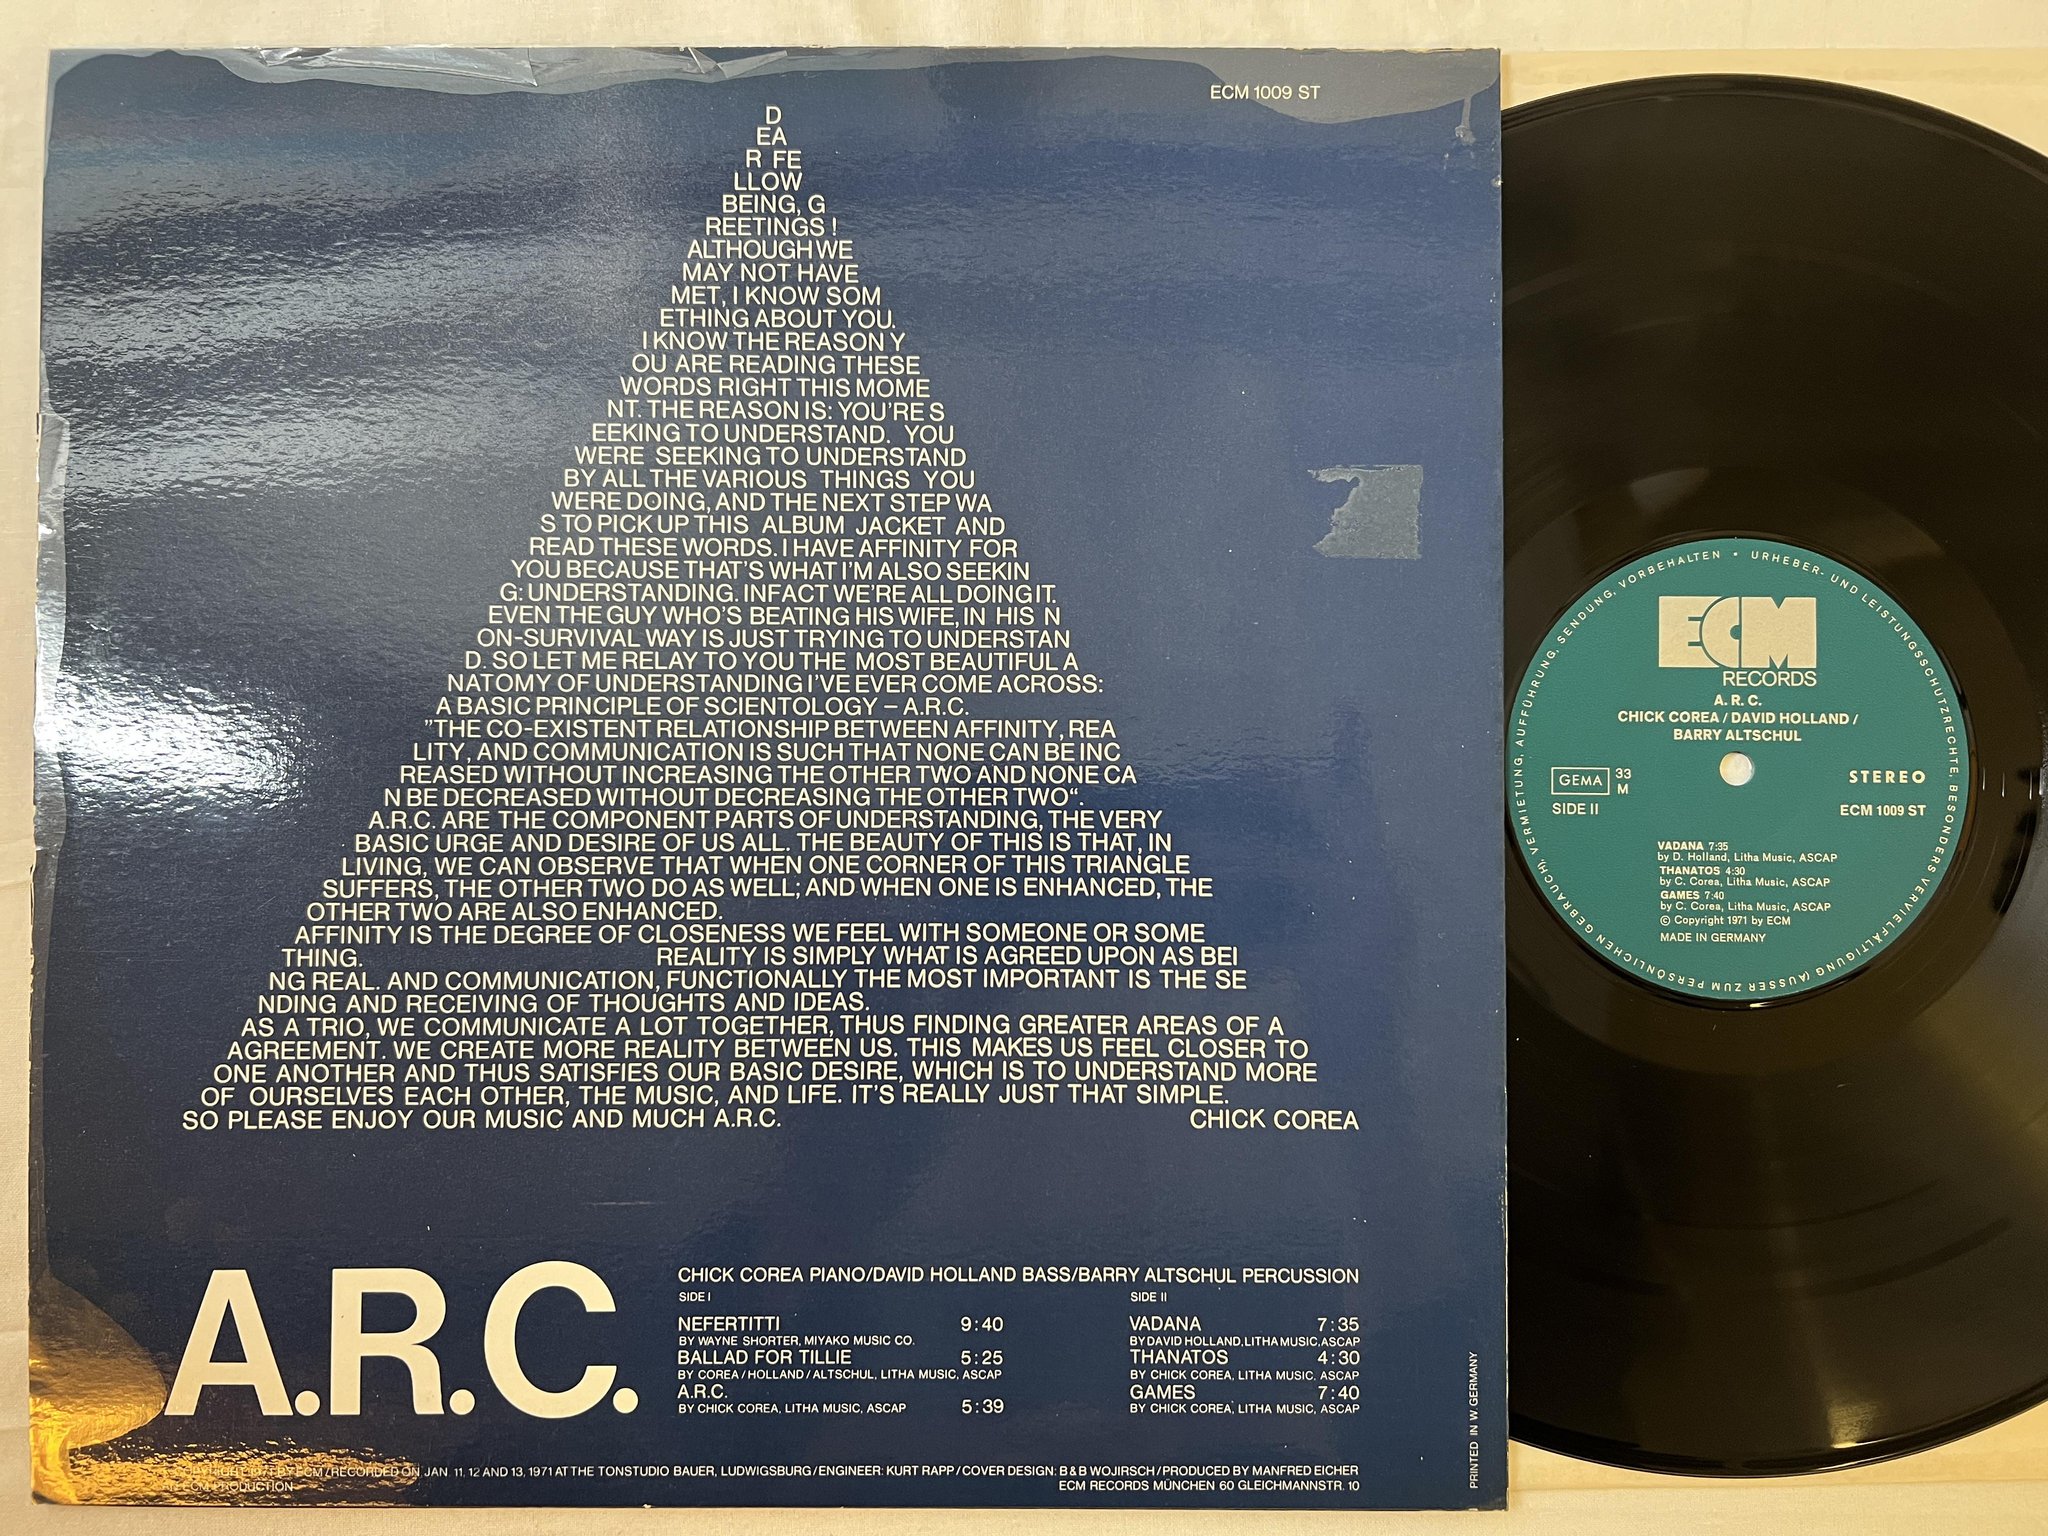 ECM 1009 ST
D
EA
R FE
LLOW
BEING, G
REETINGS !
ALTHOUGH WE
MAY NOT HAVE
MET, I KNOW SOM
ETHING ABOUT YOU.
I KNOW THE REASON Y
OU ARE READING THESE
WORDS RIGHT THIS MOME
NT. THE REASON IS: YOU'RE S
EEKING TO UNDERSTAND. YOU
WERE SEEKING TO UNDERSTAND
BY ALL THE VARIOUS THINGS YOU
WERE DOING, AND THE NEXT STEP WA
S TO PICK UP THIS ALBUM JACKET AND
READ THESE WORDS. I HAVE AFFINITY FOR
YOU BECAUSE THAT'S WHAT I'M ALSO SEEKIN
G: UNDERSTANDING. INFACT WE'RE ALL DOING IT.
EVEN THE GUY WHO'S BEATING HIS WIFE, IN HIS N
ON-SURVIVAL WAY IS JUST TRYING TO UNDERSTAN
D. SO LET ME RELAY TO YOU THE MOST BEAUTIFUL A
NATOMY OF UNDERSTANDING I'VE EVER COME ACROSS:
A BASIC PRINCIPLE OF SCIENTOLOGY – A.R.C.
"THE CO-EXISTENT RELATIONSHIP BETWEEN AFFINITY, REA
LITY, AND COMMUNICATION IS SUCH THAT NONE CAN BE INC
REASED WITHOUT INCREASING THE OTHER TWO AND NONE CA
N BE DECREASED WITHOUT DECREASING THE OTHER TWO“.
A.R.C. ARE THE COMPONENT PARTS OF UNDERSTANDING, THE VERY
BASIC URGE AND DESIRE OF US ALL. THE BEAUTY OF THIS IS THAT, IN
LIVING, WE CAN OBSERVE THAT WHEN ONE CORNER OF THIS TRIANGLE
SUFFERS, THE OTHER TWO DO AS WELL; AND WHEN ONE IS ENHANCED, THE
OTHER TWO ARE ALSO ENHANCED.
AFFINITY IS THE DEGREE OF CLOSENESS WE FEEL WITH SOMEONE OR SOME
THING. REALITY IS SIMPLY WHAT IS AGREED UPON AS BEI
NG REAL. AND COMMUNICATION, FUNCTIONALLY THE MOST IMPORTANT IS THE SE
NDING AND RECEIVING OF THOUGHTS AND IDEAS.
AS A TRIO, WE COMMUNICATE A LOT TOGETHER, THUS FINDING GREATER AREAS OF A
AGREEMENT. WE CREATE MORE REALITY BETWEEN US. THIS MAKES US FEEL CLOSER TO
ONE ANOTHER AND THUS SATISFIES OUR BASIC DESIRE, WHICH IS TO UNDERSTAND MORE
OF OURSELVES EACH OTHER, THE MUSIC, AND LIFE. IT'S REALLY JUST THAT SIMPLE.
SO PLEASE ENJOY OUR MUSIC AND MUCH A.R.C. CHICK COREA
A.R.C.
CHICK COREA PIANO/DAVID HOLLAND BASS/BARRY ALTSCHUL PERCUSSION
SIDE I
NEFERTITTI 9:40
BY WAYNE SHORTER, MIYAKO MUSIC CO.
BALLAD FOR TILLIE 5:25
BY COREA/HOLLAND/ALTSCHUL, LITHA MUSIC, ASCAP
A.R.C.
BY CHICK COREA, LITHA MUSIC, ASCAP 5:39
SIDE II
VADANA 7:35
BY DAVID HOLLAND, LITHA MUSIC, ASCAP
THANATOS 4:30
BY CHICK COREA, LITHA MUSIC, ASCAP
GAMES 7:40
BY CHICK COREA, LITHA MUSIC, ASCAP
COPYRIGHT 1971 BY ECM/RECORDED ON JAN. 11, 12 AND 13, 1971 AT THE TONSTUDIO BAUER, LUDWIGSBURG/ENGINEER: KURT RAPP/COVER DESIGN: B & B WOJIRSCH/PRODUCED BY MANFRED EICHER
AN ECM PRODUCTION ECM RECORDS MÜNCHEN 60 GLEICHMANNSTR. 10
PRINTED IN W. GERMANY
URHEBER- UND LEISTUNGSSCHUTZRECHTE, BESONDERS VERVIELFÄLTIGUNG (AUSSER ZUM PERSÖNLICHEN GEBRAUCH), VERMIETUNG, AUFFÜHRUNG, SENDUNG, VORBEHALTEN •
ECM
RECORDS
A. R. C.
CHICK COREA / DAVID HOLLAND /
BARRY ALTSCHUL
GEMA 33 M
STEREO
SIDE II
ECM 1009 ST
VADANA 7:35
by D. Holland, Litha Music, ASCAP
THANATOS 4:30
by C. Corea, Litha Music, ASCAP
GAMES 7:40
by C. Corea, Litha Music, ASCAP
© Copyright 1971 by ECM
MADE IN GERMANY